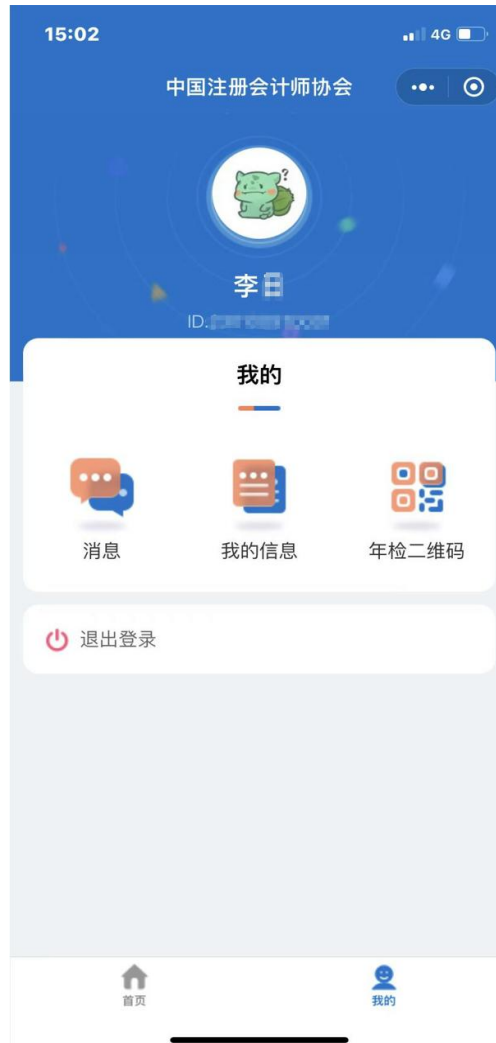 15:02
4G
中国注册会计师协会
?
李
ID.
我的
消息
我的信息
年检二维码
退出登录
首页
我的